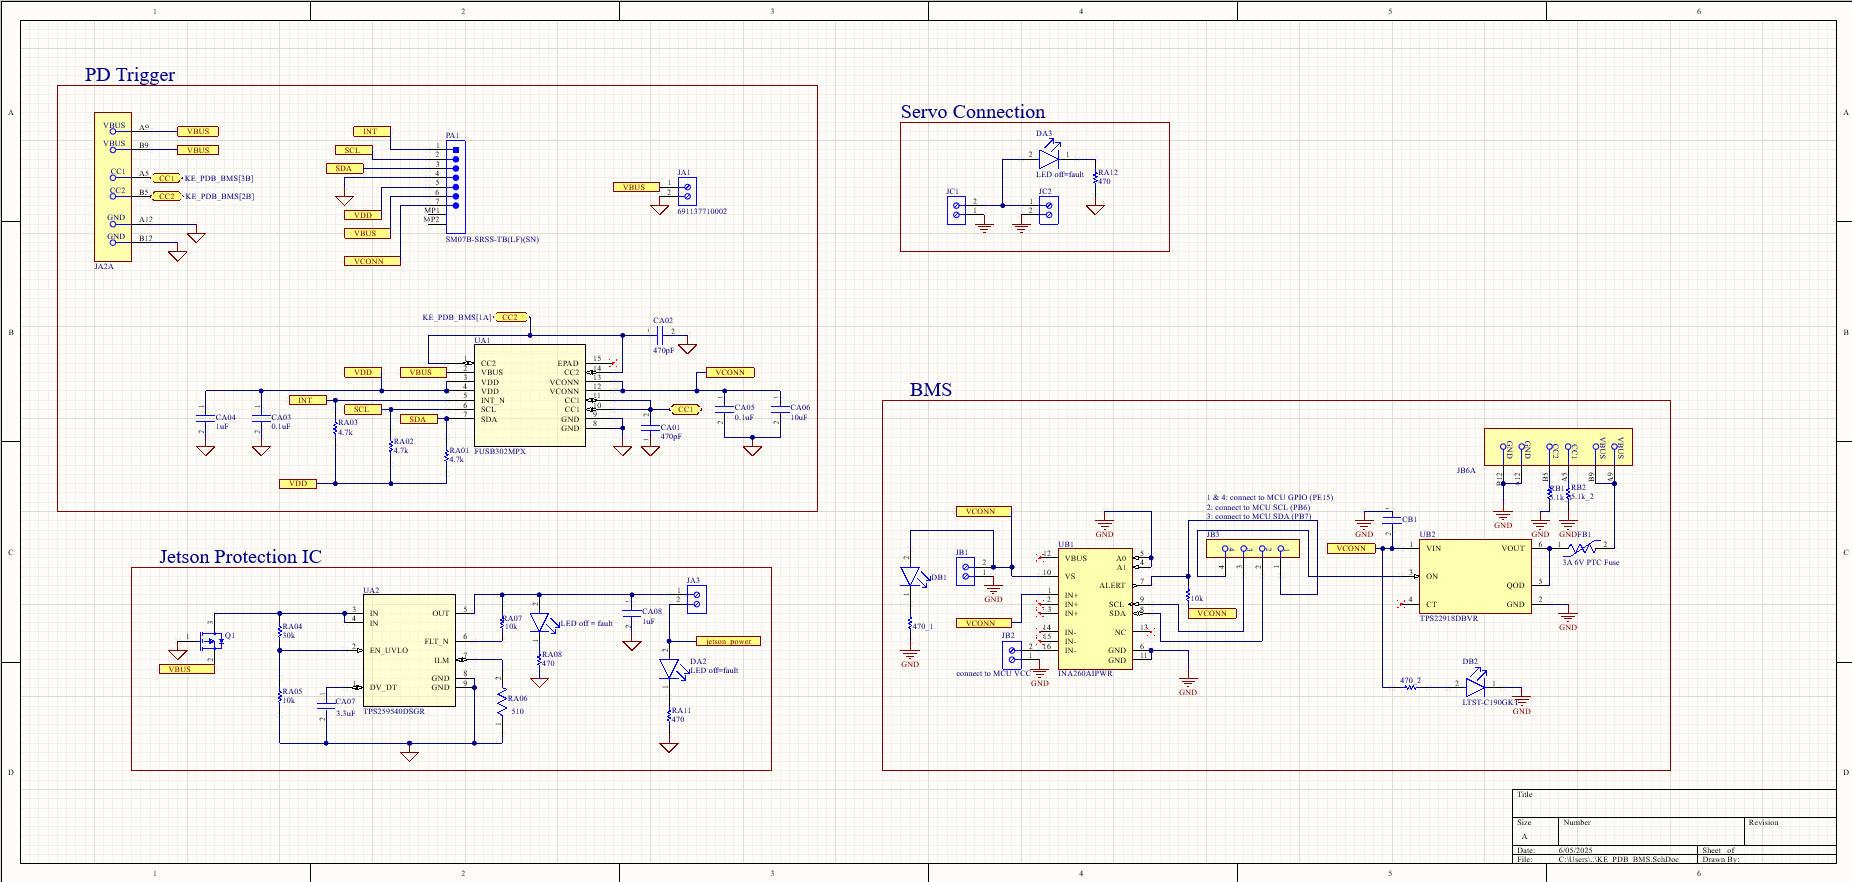 1 2 3 4 5 6
A
B
C
D
PD Trigger
VBUS A9 VBUS
VBUS B9 VBUS
CC1 A5 CC1 KE_PDB_BMS[3B]
CC2 B5 CC2 KE_PDB_BMS[2B]
GND A12
GND B12
JA2A
PA1
INT 1
SCL 2
SDA 3
4
5
6
7
VDD MP1
MP2
VBUS
SM07B-SRSS-TB(LF)(SN)
VCONN
JA1
VBUS 1
2
691137710002
KE_PDB_BMS[1A] CC2
CA02
1 2
470pF
UA1
1 CC2 EPAD 15
2 VBUS CC2 14
3 VDD VCONN 13
4 VDD VCONN 12
5 INT_N CC1 11
6 SCL CC1 10
7 SDA GND 9
GND 8
FUSB302MPX
VDD
VBUS
VCONN
INT
SCL
SDA
CC1
CA04
1uF
CA03
0.1uF
RA03
4.7k
RA02
4.7k
RA01
4.7k
CA01
470pF
CA05
0.1uF
CA06
10uF
VDD
Jetson Protection IC
UA2
3 IN OUT 5
4 IN
FLT_N 6
2 EN_UVLO
ILM 7
GND 8
1 DV_DT GND 9
TPS259540DSGR
Q1
1
2
3
VBUS
RA04
30k
RA05
10k
CA07
3.3uF
RA07
10k
LED off = fault
RA08
470
RA06
510
CA08
1uF
JA3
1
2
jetson_power
DA2
LED off=fault
RA11
470
Servo Connection
DA3
2 1
LED off=fault
RA12
470
JC1
2
1
JC2
1
2
BMS
VCONN
DB1
470_1
GND
JB1
2
1
GND
VCONN
JB2
2
1
connect to MCU VCC
GND
GND
UB1
12 VBUS A0 5
A1 4
10 VS
ALERT 7
1 IN+
2 IN+ SCL 9
3 IN+ SDA 8
14 IN- NC 13
15 IN-
16 IN- GND 6
GND 11
INA260AIPWR
GND
1 & 4: connect to MCU GPIO (PE15)
2: connect to MCU SCL (PB6)
3: connect to MCU SDA (PB7)
JB3
4 3 2 1
10k
VCONN
VCONN
GND
CB1
UB2
1 VIN VOUT 6
3 ON
QOD 5
4 CT GND 2
TPS22918DBVR
GND
JB6A
GND GND CC2 CC1 VBUS VBUS
B12 A12 B5 A5 B9 A9
RB1
5.1k
RB2
5.1k_2
GND
GND
GND
FB1
1 2
3A 6V PTC Fuse
470_2
DB2
2 1
LTST-C190GKT
GND
Title
Size Number Revision
A
Date: 6/05/2025 Sheet of
File: C:\Users\..\KE_PDB_BMS.SchDoc Drawn By:
A
B
C
D
1 2 3 4 5 6